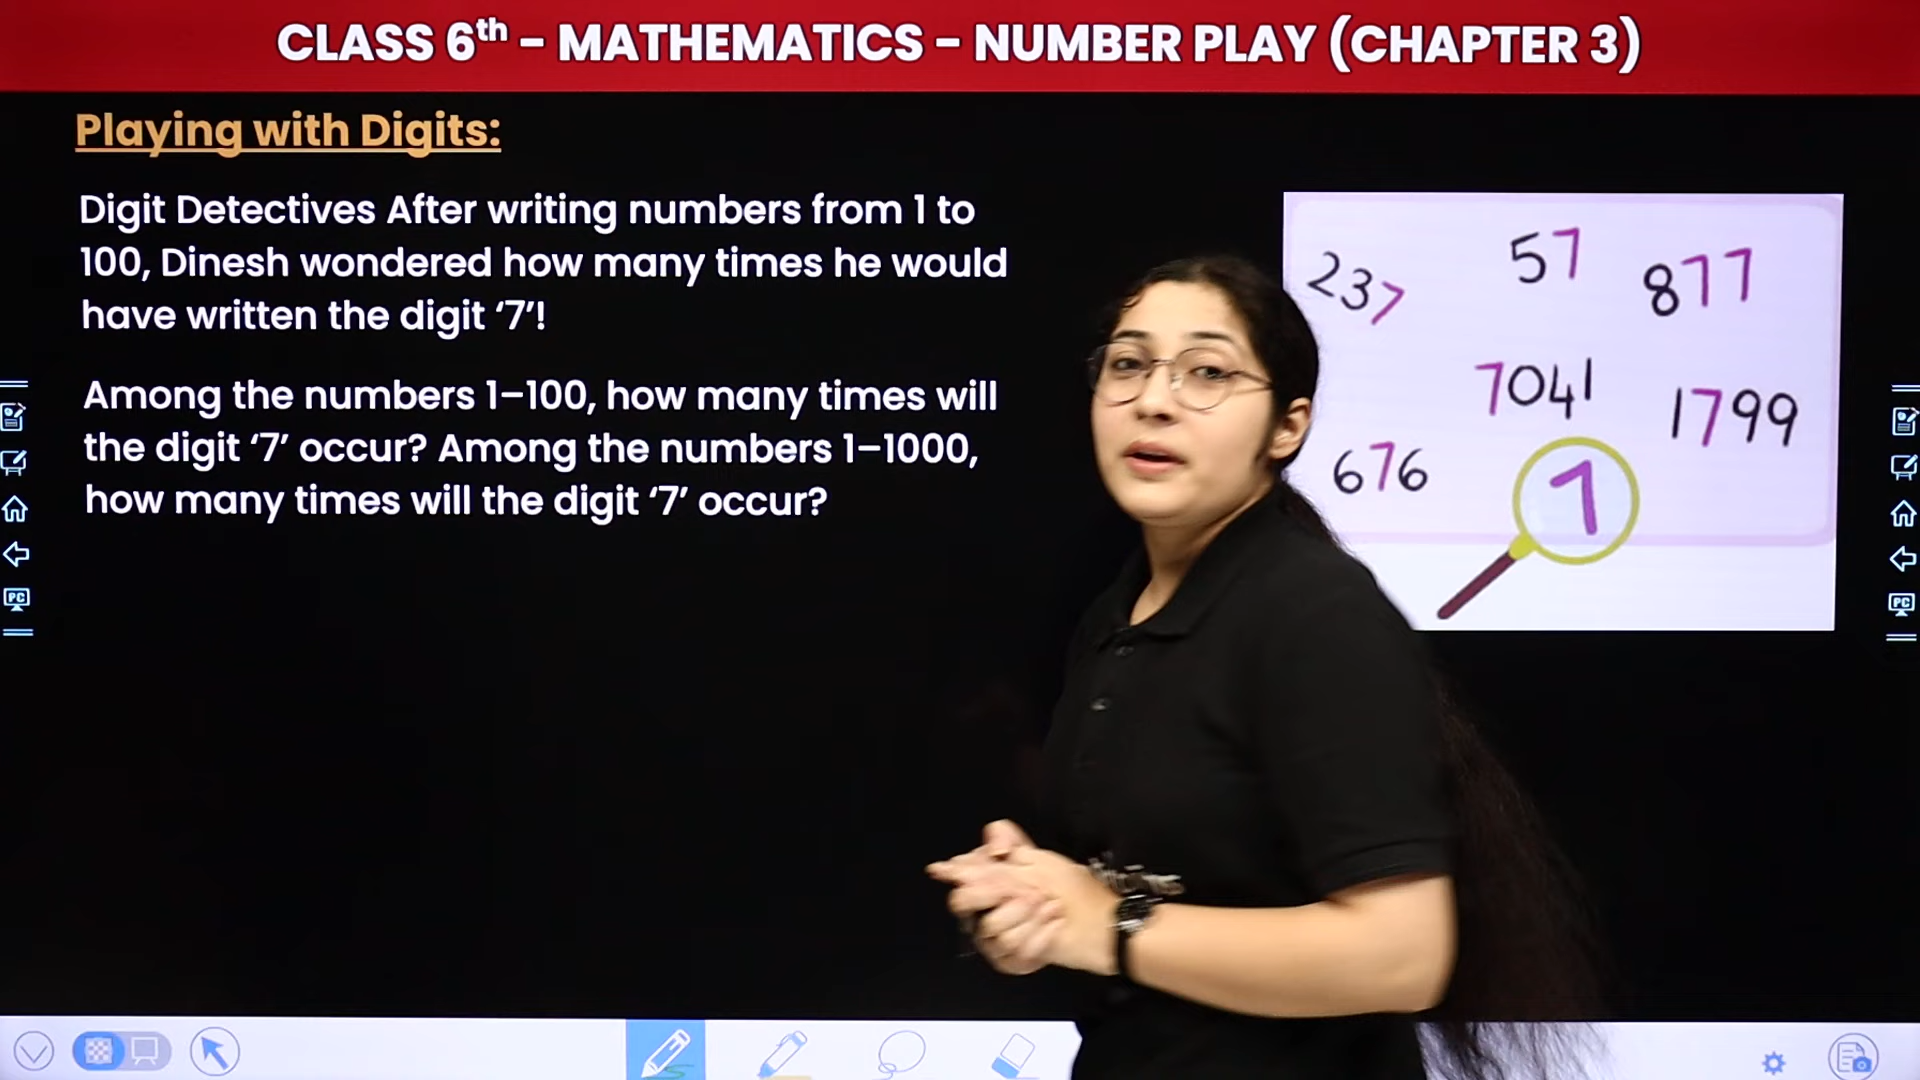 CLASS 6th - MATHEMATICS - NUMBER PLAY (CHAPTER 3)
Playing with Digits:
Digit Detectives After writing numbers from 1 to
100, Dinesh wondered how many times he would
have written the digit ‘7’!
Among the numbers 1–100, how many times will
the digit ‘7’ occur? Among the numbers 1–1000,
how many times will the digit ‘7’ occur?
237
57
877
7041
1799
676
7
PC
PC